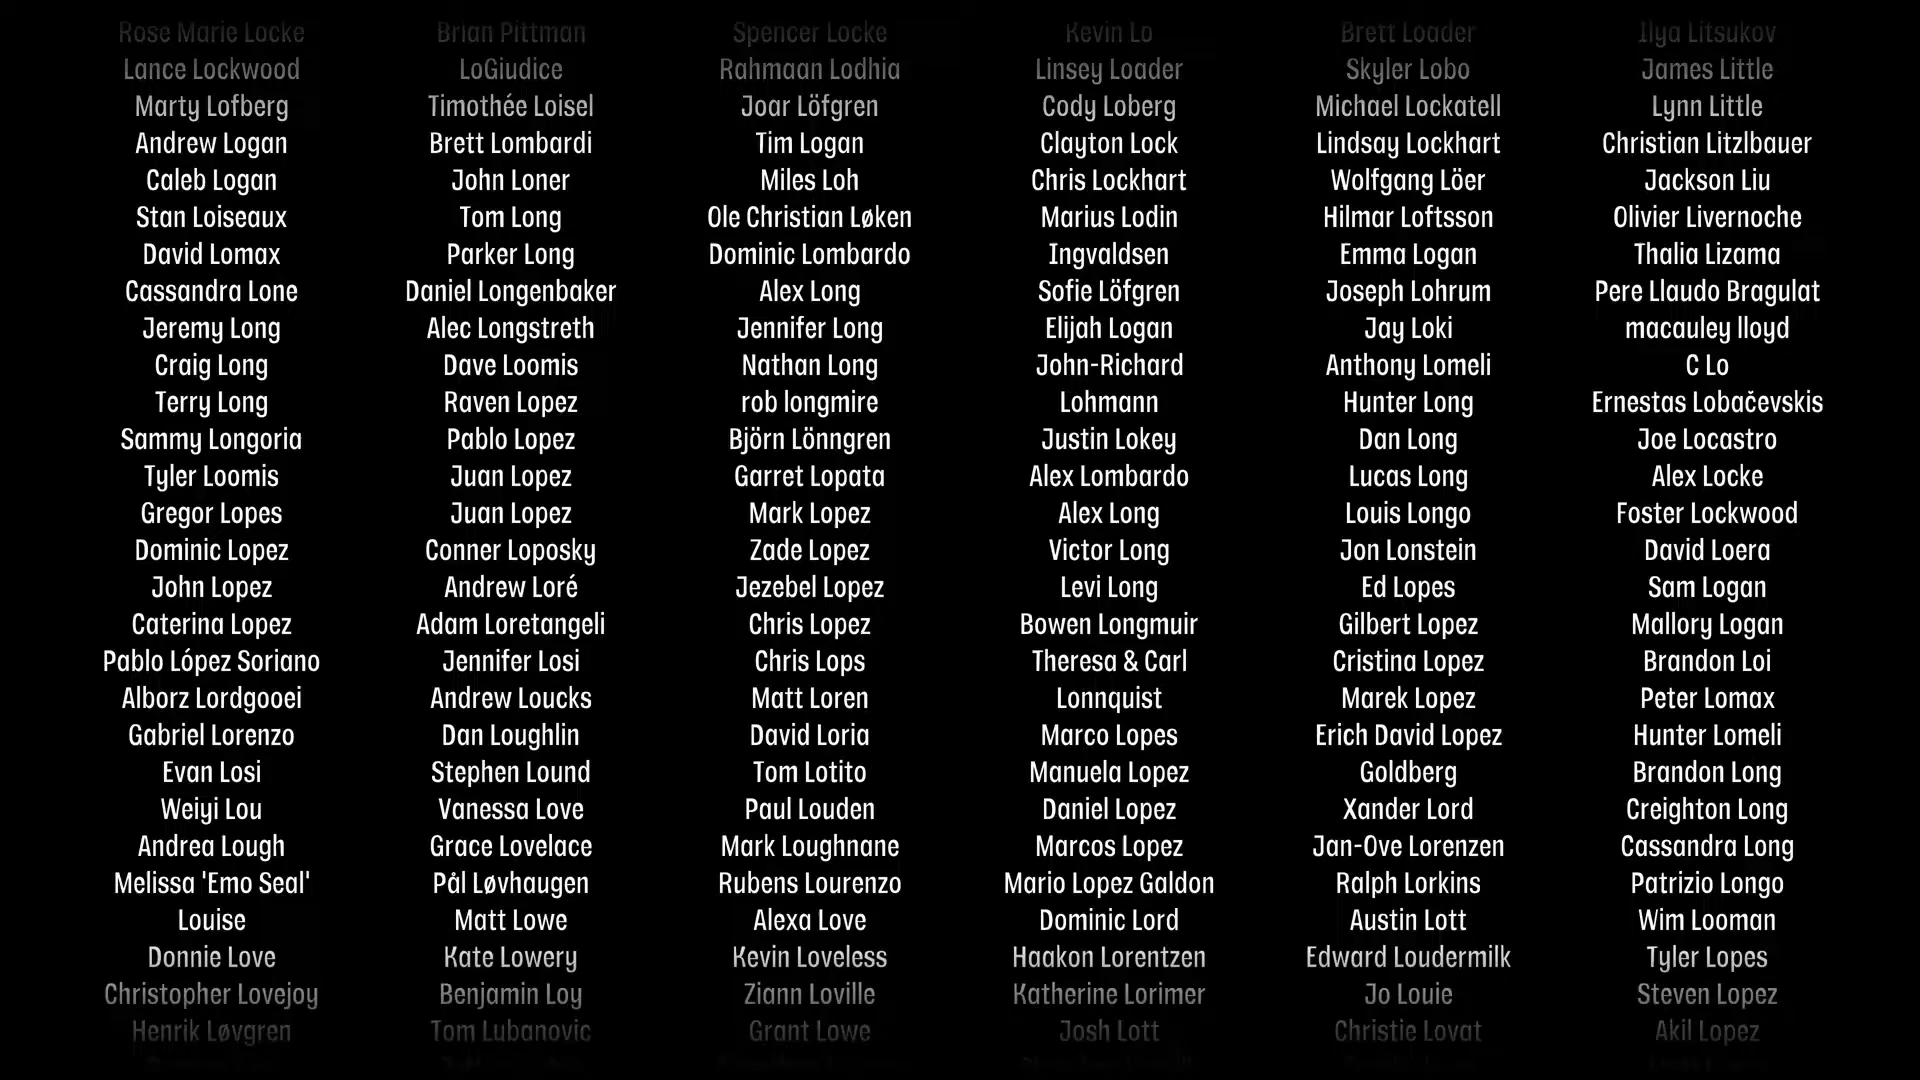 Rose Marie Locke
Lance Lockwood
Marty Lofberg
Andrew Logan
Caleb Logan
Stan Loiseaux
David Lomax
Cassandra Lone
Jeremy Long
Craig Long
Terry Long
Sammy Longoria
Tyler Loomis
Gregor Lopes
Dominic Lopez
John Lopez
Caterina Lopez
Pablo López Soriano
Alborz Lordgooei
Gabriel Lorenzo
Evan Losi
Weiyi Lou
Andrea Lough
Melissa 'Emo Seal'
Louise
Donnie Love
Christopher Lovejoy
Henrik Løvgren
Brian Pittman
LoGiudice
Timothée Loisel
Brett Lombardi
John Loner
Tom Long
Parker Long
Daniel Longenbaker
Alec Longstreth
Dave Loomis
Raven Lopez
Pablo Lopez
Juan Lopez
Juan Lopez
Conner Loposky
Andrew Loré
Adam Loretangeli
Jennifer Losi
Andrew Loucks
Dan Loughlin
Stephen Lound
Vanessa Love
Grace Lovelace
Pål Løvhaugen
Matt Lowe
Kate Lowery
Benjamin Loy
Tom Lubanovic
Spencer Locke
Rahmaan Lodhia
Joar Löfgren
Tim Logan
Miles Loh
Ole Christian Løken
Dominic Lombardo
Alex Long
Jennifer Long
Nathan Long
rob longmire
Björn Lönngren
Garret Lopata
Mark Lopez
Zade Lopez
Jezebel Lopez
Chris Lopez
Chris Lops
Matt Loren
David Loria
Tom Lotito
Paul Louden
Mark Loughnane
Rubens Lourenzo
Alexa Love
Kevin Loveless
Ziann Loville
Grant Lowe
Kevin Lo
Linsey Loader
Cody Loberg
Clayton Lock
Chris Lockhart
Marius Lodin
Ingvaldsen
Sofie Löfgren
Elijah Logan
John-Richard
Lohmann
Justin Lokey
Alex Lombardo
Alex Long
Victor Long
Levi Long
Bowen Longmuir
Theresa & Carl
Lonnquist
Marco Lopes
Manuela Lopez
Daniel Lopez
Marcos Lopez
Mario Lopez Galdon
Dominic Lord
Haakon Lorentzen
Katherine Lorimer
Josh Lott
Brett Loader
Skyler Lobo
Michael Lockatell
Lindsay Lockhart
Wolfgang Löer
Hilmar Loftsson
Emma Logan
Joseph Lohrum
Jay Loki
Anthony Lomeli
Hunter Long
Dan Long
Lucas Long
Louis Longo
Jon Lonstein
Ed Lopes
Gilbert Lopez
Cristina Lopez
Marek Lopez
Erich David Lopez
Goldberg
Xander Lord
Jan-Ove Lorenzen
Ralph Lorkins
Austin Lott
Edward Loudermilk
Jo Louie
Christie Lovat
Ilya Litsukov
James Little
Lynn Little
Christian Litzlbauer
Jackson Liu
Olivier Livernoche
Thalia Lizama
Pere Llaudo Bragulat
macauley lloyd
C Lo
Ernestas Lobačevskis
Joe Locastro
Alex Locke
Foster Lockwood
David Loera
Sam Logan
Mallory Logan
Brandon Loi
Peter Lomax
Hunter Lomeli
Brandon Long
Creighton Long
Cassandra Long
Patrizio Longo
Wim Looman
Tyler Lopes
Steven Lopez
Akil Lopez